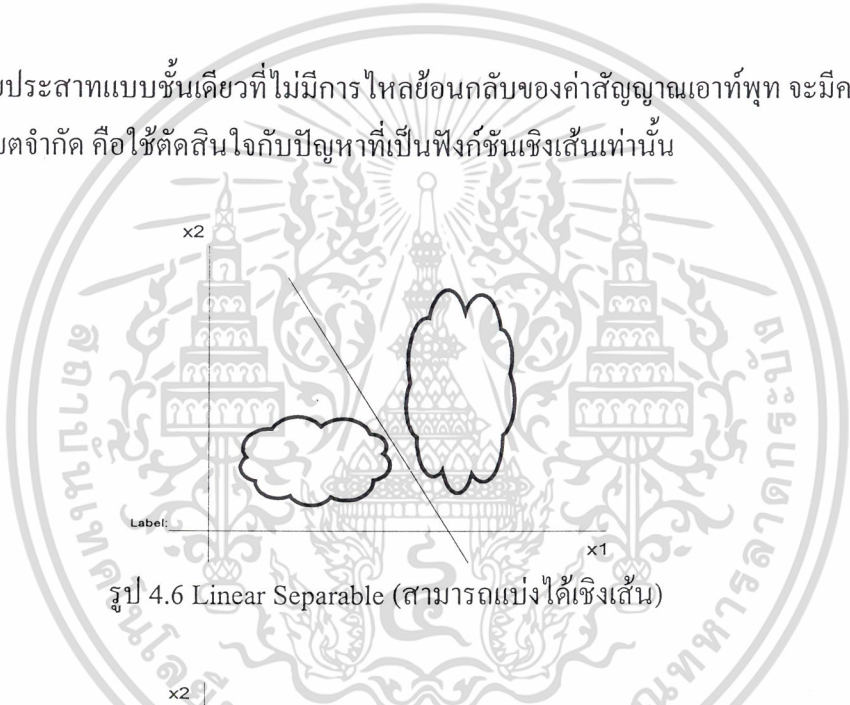 ยประสาทแบบชั้นเดียวที่ไม่มีการไหลย้อนกลับของค่าสัญญาณเอาท์พุท จะมีค
บตจำกัด คือใช้ตัดสินใจกับปัญหาที่เป็นฟังก์ชันเชิงเส้นเท่านั้น
x2
Label:
x1
รูป 4.6 Linear Separable (สามารถแบ่งได้เชิงเส้น)
x2